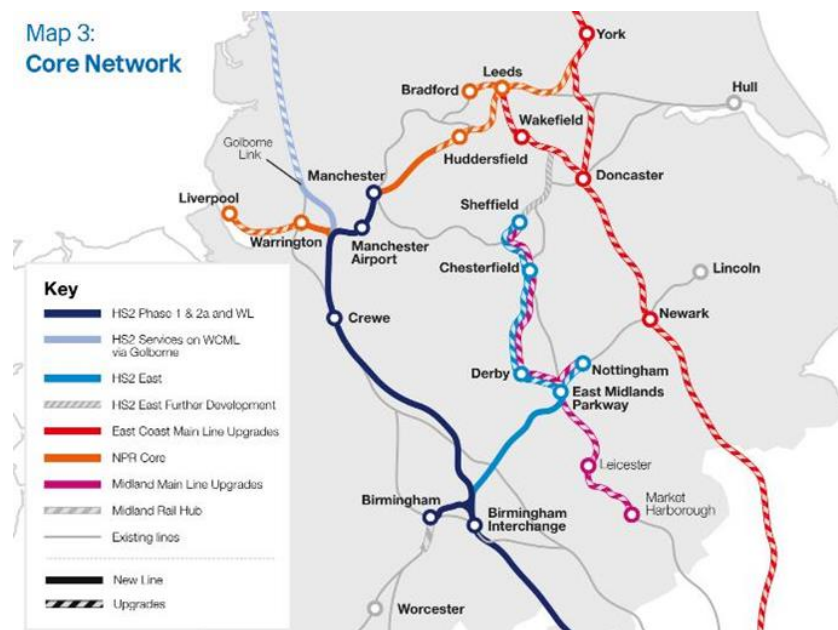 Map 3:
Core Network
York
Leeds
Bradford
Hull
Wakefield
Golborne
Link
Huddersfield
Manchester
Doncaster
Liverpool
Sheffield
Warrington
Manchester
Airport
Chesterfield
Lincoln
Key
HS2 Phase 1 & 2a and WL
Crewe
Newark
HS2 Services on WCML
via Golborne
HS2 East
Derby
Nottingham
East Midlands
Parkway
HS2 East Further Development
East Coast Main Line Upgrades
NPR Core
Leicester
Midland Main Line Upgrades
Market
Harborough
Birmingham
Midland Rail Hub
Birmingham
Interchange
Existing lines
New Line
Upgrades
Worcester